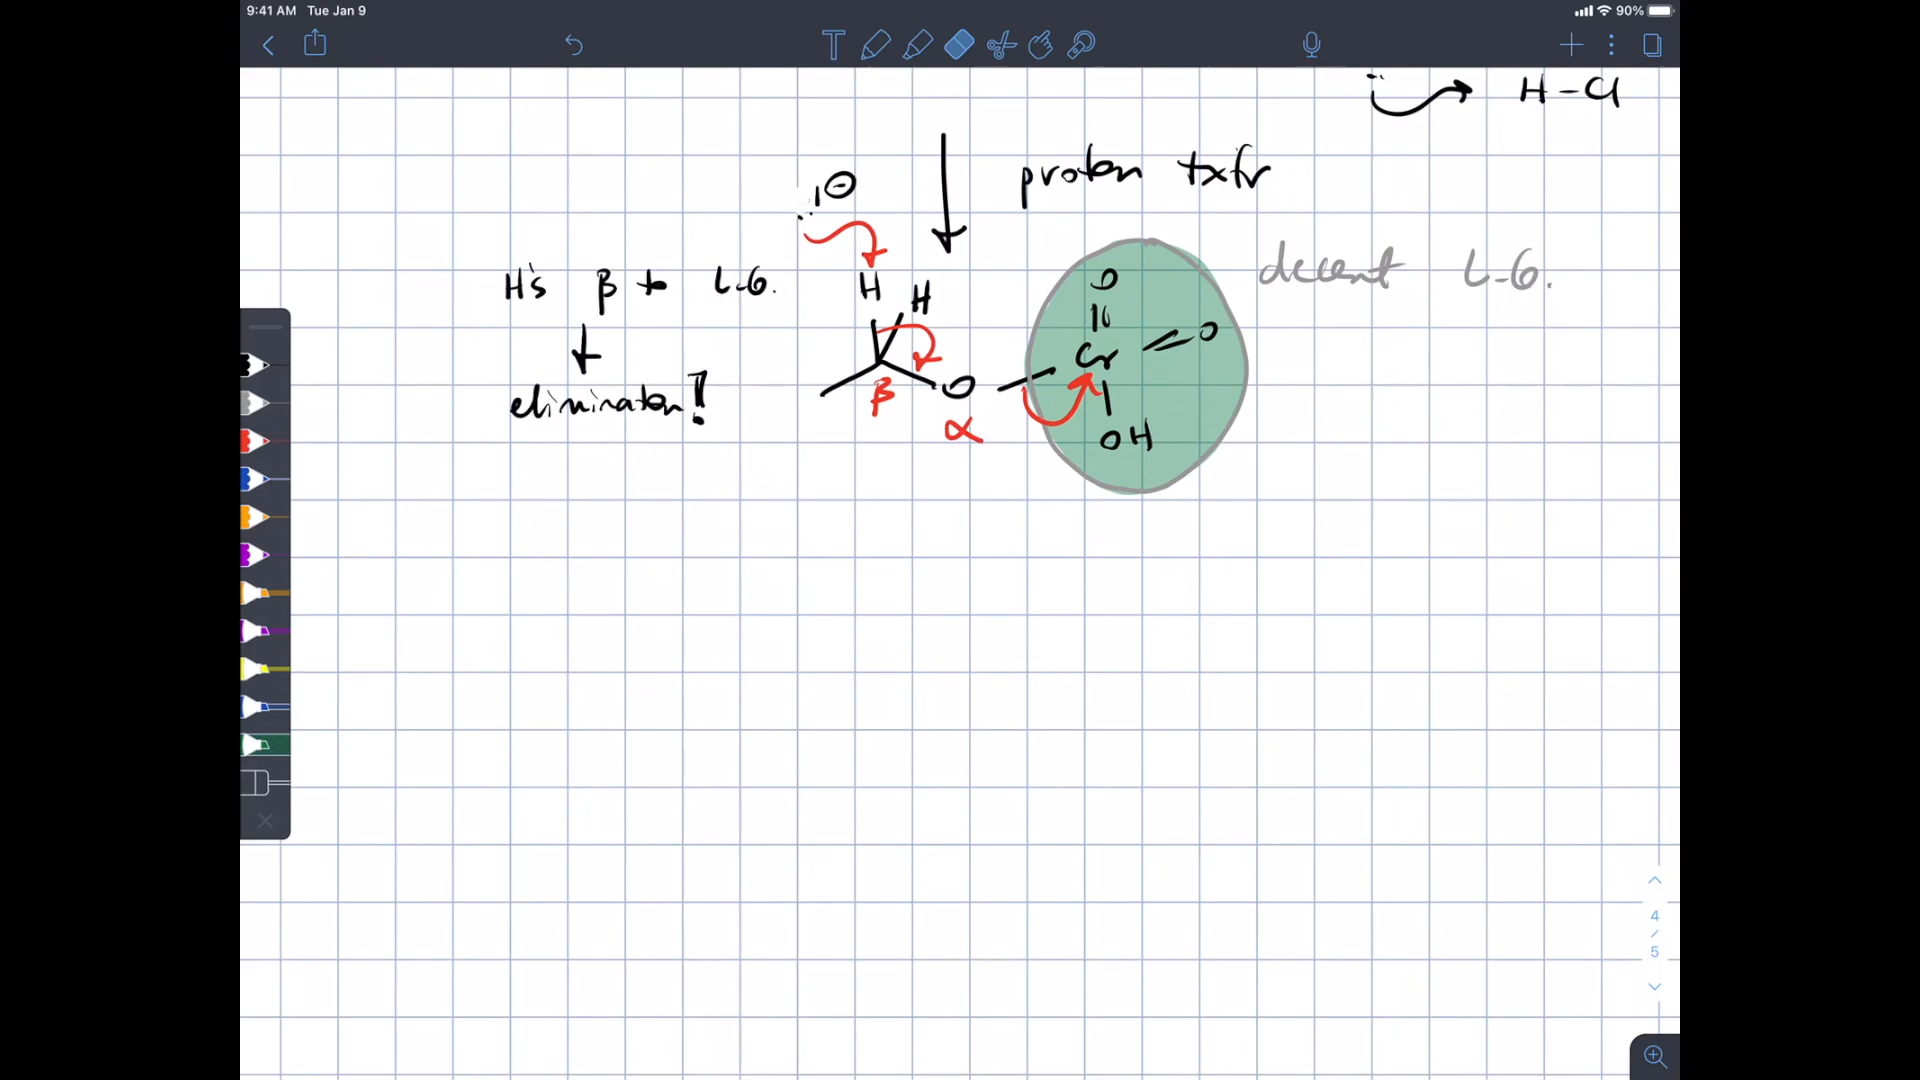 9:41 AM Tue Jan 9
90%
H-Cl
proton txfr
H's β to L.G.
H
H
O
Cr
O
O
OH
decent L.G.
elimination!
β
α
4
/
5